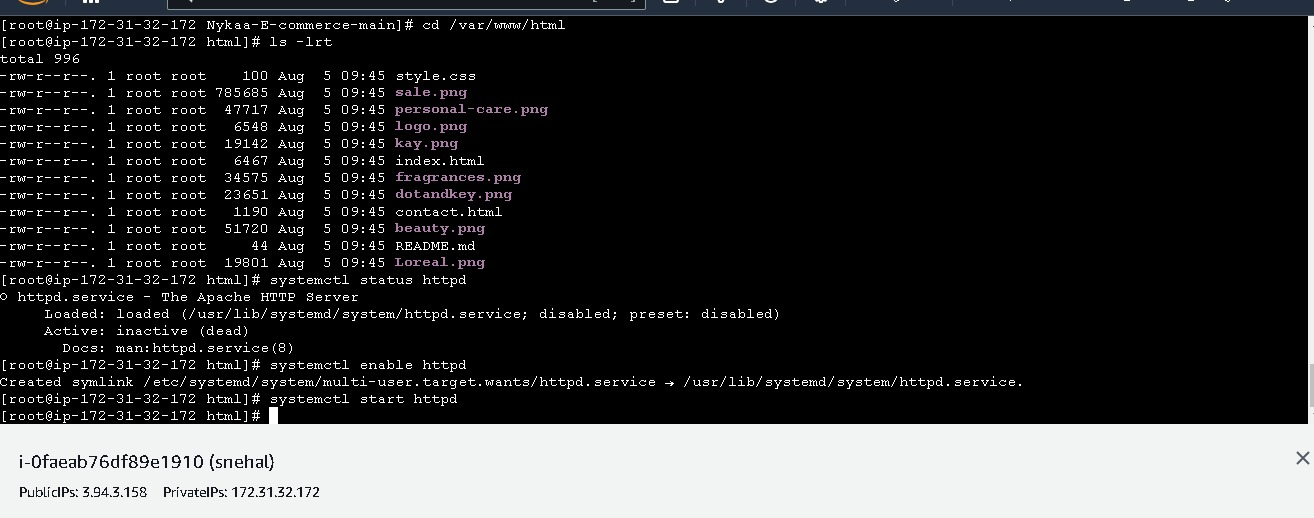 [root@ip-172-31-32-172 Nykaa-E-commerce-main]# cd /var/www/html
[root@ip-172-31-32-172 html]# ls -lrt
total 996
-rw-r--r--. 1 root root    100 Aug  5 09:45 style.css
-rw-r--r--. 1 root root 785685 Aug  5 09:45 sale.png
-rw-r--r--. 1 root root  47717 Aug  5 09:45 personal-care.png
-rw-r--r--. 1 root root   6548 Aug  5 09:45 logo.png
-rw-r--r--. 1 root root  19142 Aug  5 09:45 kay.png
-rw-r--r--. 1 root root   6467 Aug  5 09:45 index.html
-rw-r--r--. 1 root root  34575 Aug  5 09:45 fragrances.png
-rw-r--r--. 1 root root  23651 Aug  5 09:45 dotandkey.png
-rw-r--r--. 1 root root   1190 Aug  5 09:45 contact.html
-rw-r--r--. 1 root root  51720 Aug  5 09:45 beauty.png
-rw-r--r--. 1 root root     44 Aug  5 09:45 README.md
-rw-r--r--. 1 root root  19801 Aug  5 09:45 Loreal.png
[root@ip-172-31-32-172 html]# systemctl status httpd
○ httpd.service - The Apache HTTP Server
     Loaded: loaded (/usr/lib/systemd/system/httpd.service; disabled; preset: disabled)
     Active: inactive (dead)
       Docs: man:httpd.service(8)
[root@ip-172-31-32-172 html]# systemctl enable httpd
Created symlink /etc/systemd/system/multi-user.target.wants/httpd.service → /usr/lib/systemd/system/httpd.service.
[root@ip-172-31-32-172 html]# systemctl start httpd
[root@ip-172-31-32-172 html]#
i-0faeab76df89e1910 (snehal)
PublicIPs: 3.94.3.158    PrivateIPs: 172.31.32.172